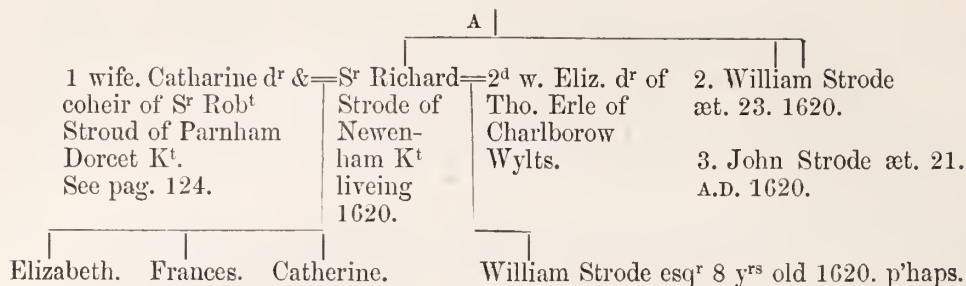 A
1 wife. Catharine dʳ &
coheir of Sʳ Robᵗ
Stroud of Parnham
Dorcet Kᵗ.
See pag. 124.
Sʳ Richard
Strode of
Newen-
ham Kᵗ
liveing
1620.
2ᵈ w. Eliz. dʳ of
Tho. Erle of
Charlborow
Wylts.
2. William Strode
æt. 23. 1620.
3. John Strode æt. 21.
A.D. 1620.
Elizabeth. Frances. Catherine.
William Strode esqʳ 8 yʳˢ old 1620. p'haps.